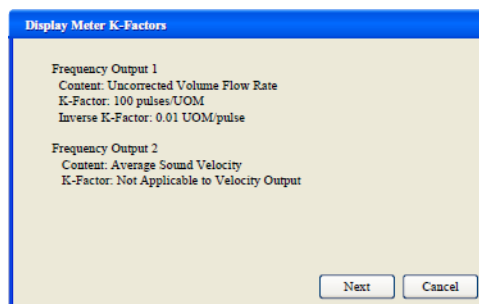 Display Meter K-Factors
Frequency Output 1
Content: Uncorrected Volume Flow Rate
K-Factor: 100 pulses/UOM
Inverse K-Factor: 0.01 UOM/pulse
Frequency Output 2
Content: Average Sound Velocity
K-Factor: Not Applicable to Velocity Output
Next Cancel